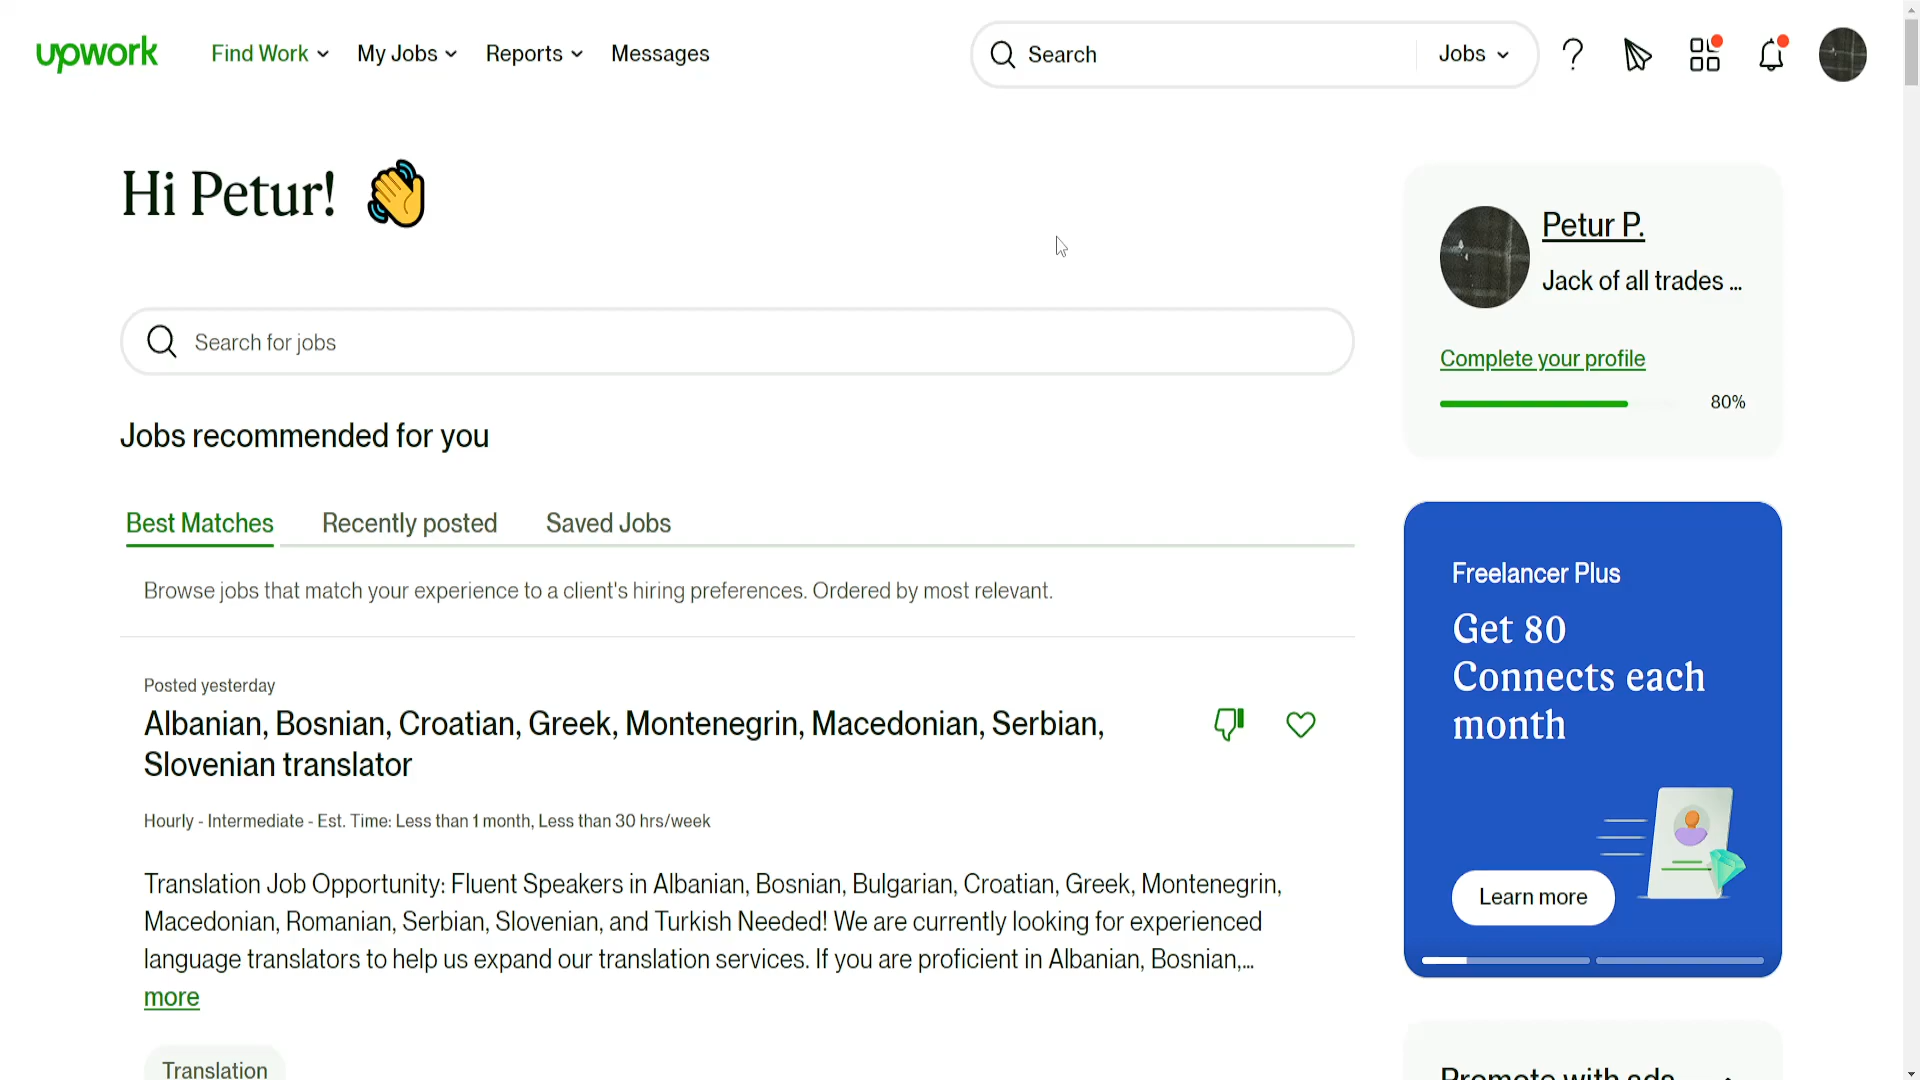 upwork Find Work My Jobs Reports Messages Search Jobs
Hi Petur!
Petur P.
Jack of all trades ...
Search for jobs
Complete your profile
80%
Jobs recommended for you
Best Matches Recently posted Saved Jobs
Browse jobs that match your experience to a client's hiring preferences. Ordered by most relevant.
Posted yesterday
Albanian, Bosnian, Croatian, Greek, Montenegrin, Macedonian, Serbian,
Slovenian translator
Hourly - Intermediate - Est. Time: Less than 1 month, Less than 30 hrs/week
Translation Job Opportunity: Fluent Speakers in Albanian, Bosnian, Bulgarian, Croatian, Greek, Montenegrin,
Macedonian, Romanian, Serbian, Slovenian, and Turkish Needed! We are currently looking for experienced
language translators to help us expand our translation services. If you are proficient in Albanian, Bosnian,...
more
Translation
Freelancer Plus
Get 80
Connects each
month
Learn more
Promote with ads